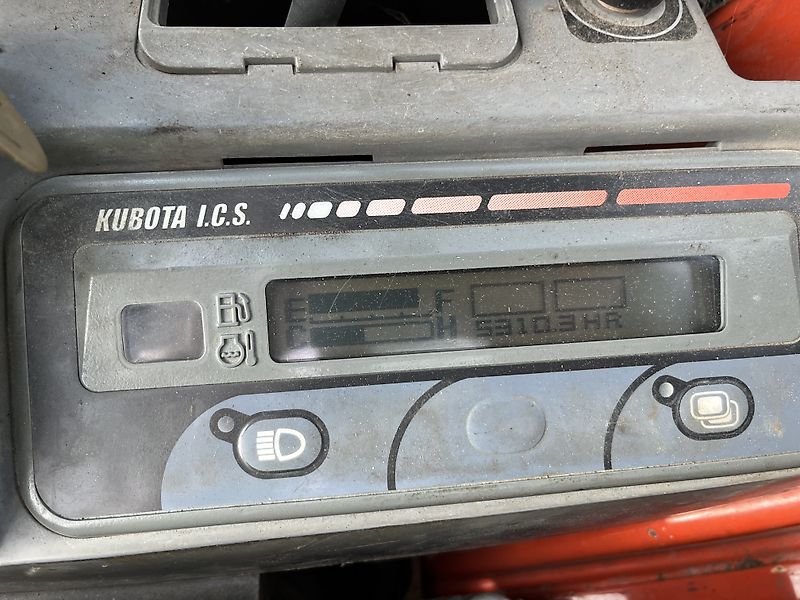 KUBOTA I.C.S.
E F
C H 5310.3 HR